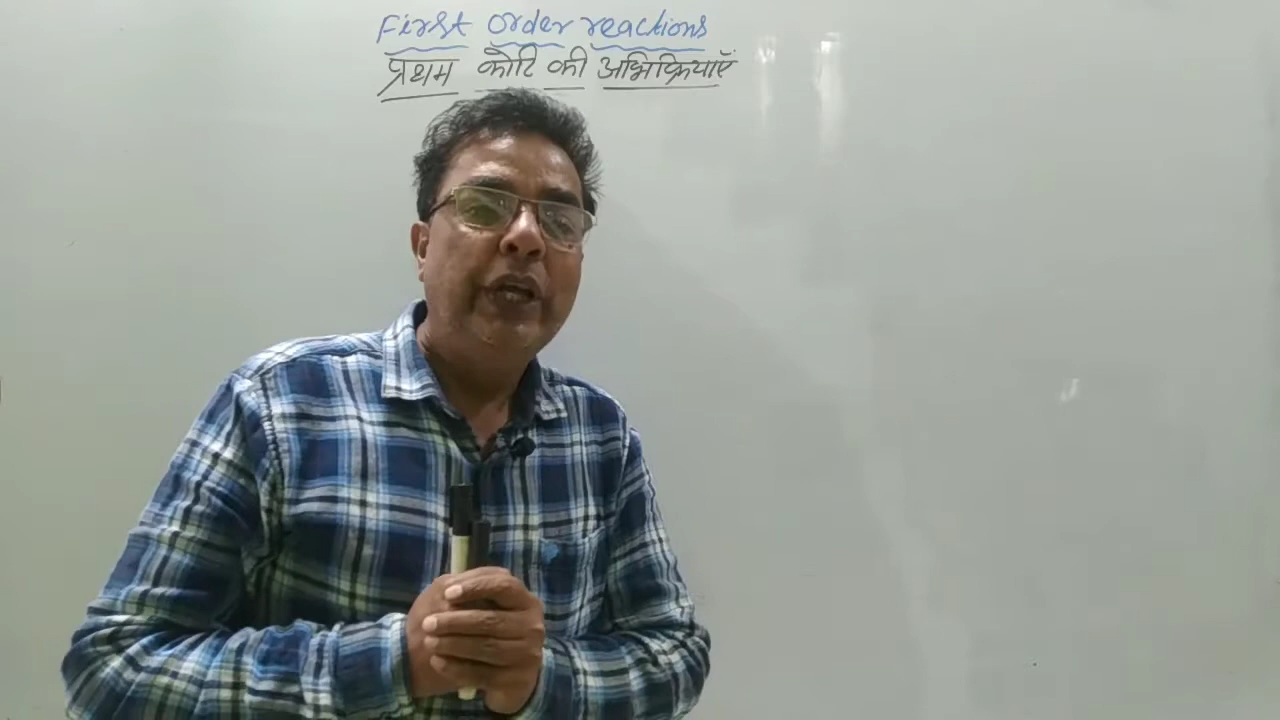 First Order reactions
प्रथम कोटि की अभिक्रियाएँ